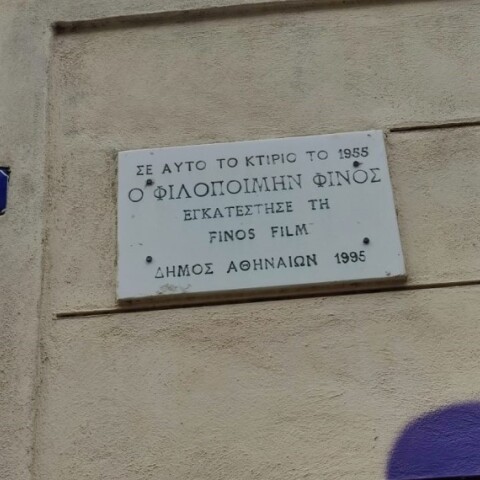 ΣΕ ΑΥΤΟ ΤΟ ΚΤΙΡΙΟ ΤΟ 1955
Ο ΦΙΛΟΠΟΙΜΗΝ ΦΙΝΟΣ
ΕΓΚΑΤΕΣΤΗΣΕ ΤΗ
FINOS FILM
ΔΗΜΟΣ ΑΘΗΝΑΙΩΝ 1995